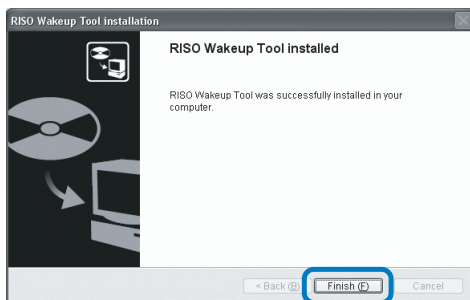 RISO Wakeup Tool installation
RISO Wakeup Tool installed
RISO Wakeup Tool was successfully installed in your
computer.
< Back (B) Finish (F) Cancel